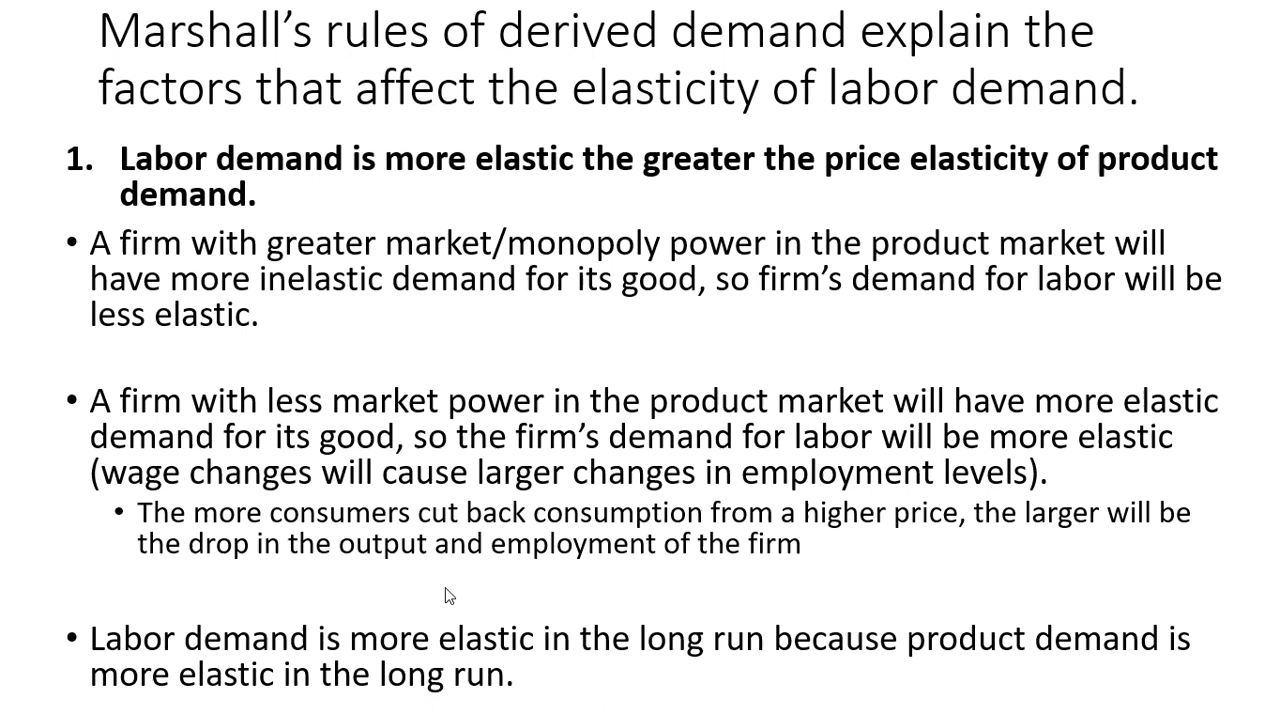 Marshall’s rules of derived demand explain the
factors that affect the elasticity of labor demand.
1. Labor demand is more elastic the greater the price elasticity of product
demand.
• A firm with greater market/monopoly power in the product market will
have more inelastic demand for its good, so firm’s demand for labor will be
less elastic.
• A firm with less market power in the product market will have more elastic
demand for its good, so the firm’s demand for labor will be more elastic
(wage changes will cause larger changes in employment levels).
• The more consumers cut back consumption from a higher price, the larger will be
the drop in the output and employment of the firm
• Labor demand is more elastic in the long run because product demand is
more elastic in the long run.